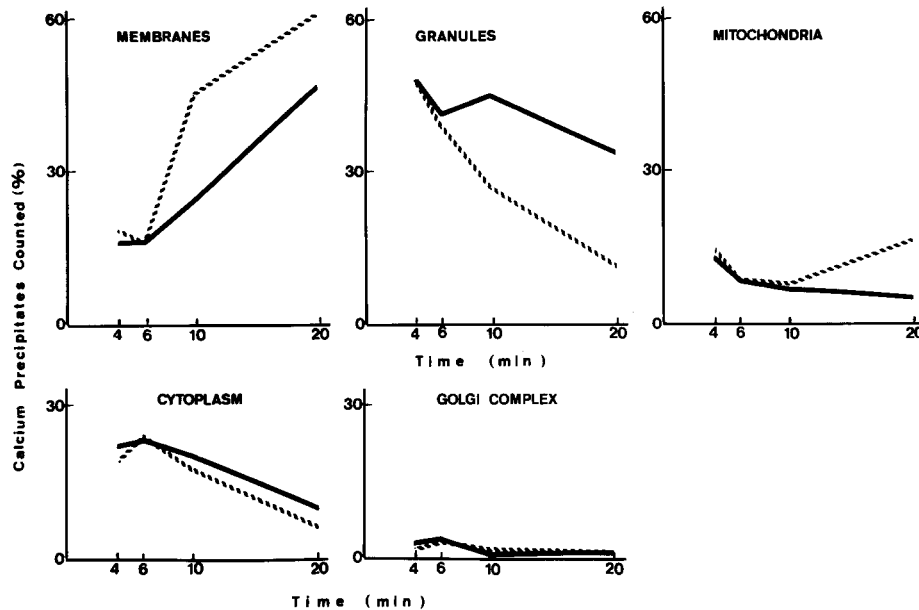 60
MEMBRANES
GRANULES
MITOCHONDRIA
30
0
4 6 10 20
60
30
0
4 6 10 20
Time (min)
60
30
0
4 6 10 20
Calcium Precipitates Counted (%)
CYTOPLASM
30
0
4 6 10 20
GOLGI COMPLEX
30
0
4 6 10 20
Time (min)